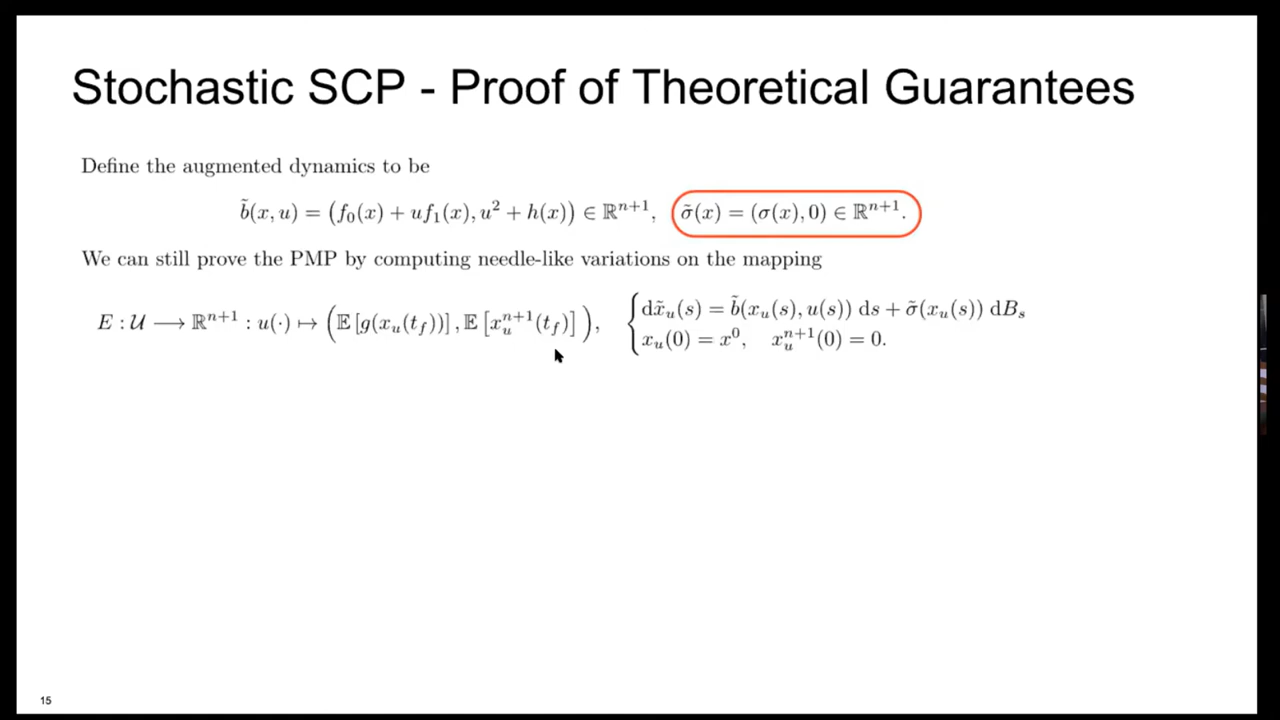 Stochastic SCP - Proof of Theoretical Guarantees
Define the augmented dynamics to be
b̃(x, u) = (f₀(x) + uf₁(x), u² + h(x)) ∈ ℝⁿ⁺¹, σ̃(x) = (σ(x), 0) ∈ ℝⁿ⁺¹.
We can still prove the PMP by computing needle-like variations on the mapping
E : 𝒰 ⟶ ℝⁿ⁺¹ : u(·) ↦ (𝔼 [g(xᵤ(t_f))] , 𝔼 [xᵤⁿ⁺¹(t_f)]), { dx̃ᵤ(s) = b̃(xᵤ(s), u(s)) ds + σ̃(xᵤ(s)) dBₛ
xᵤ(0) = x⁰, xᵤⁿ⁺¹(0) = 0.
15